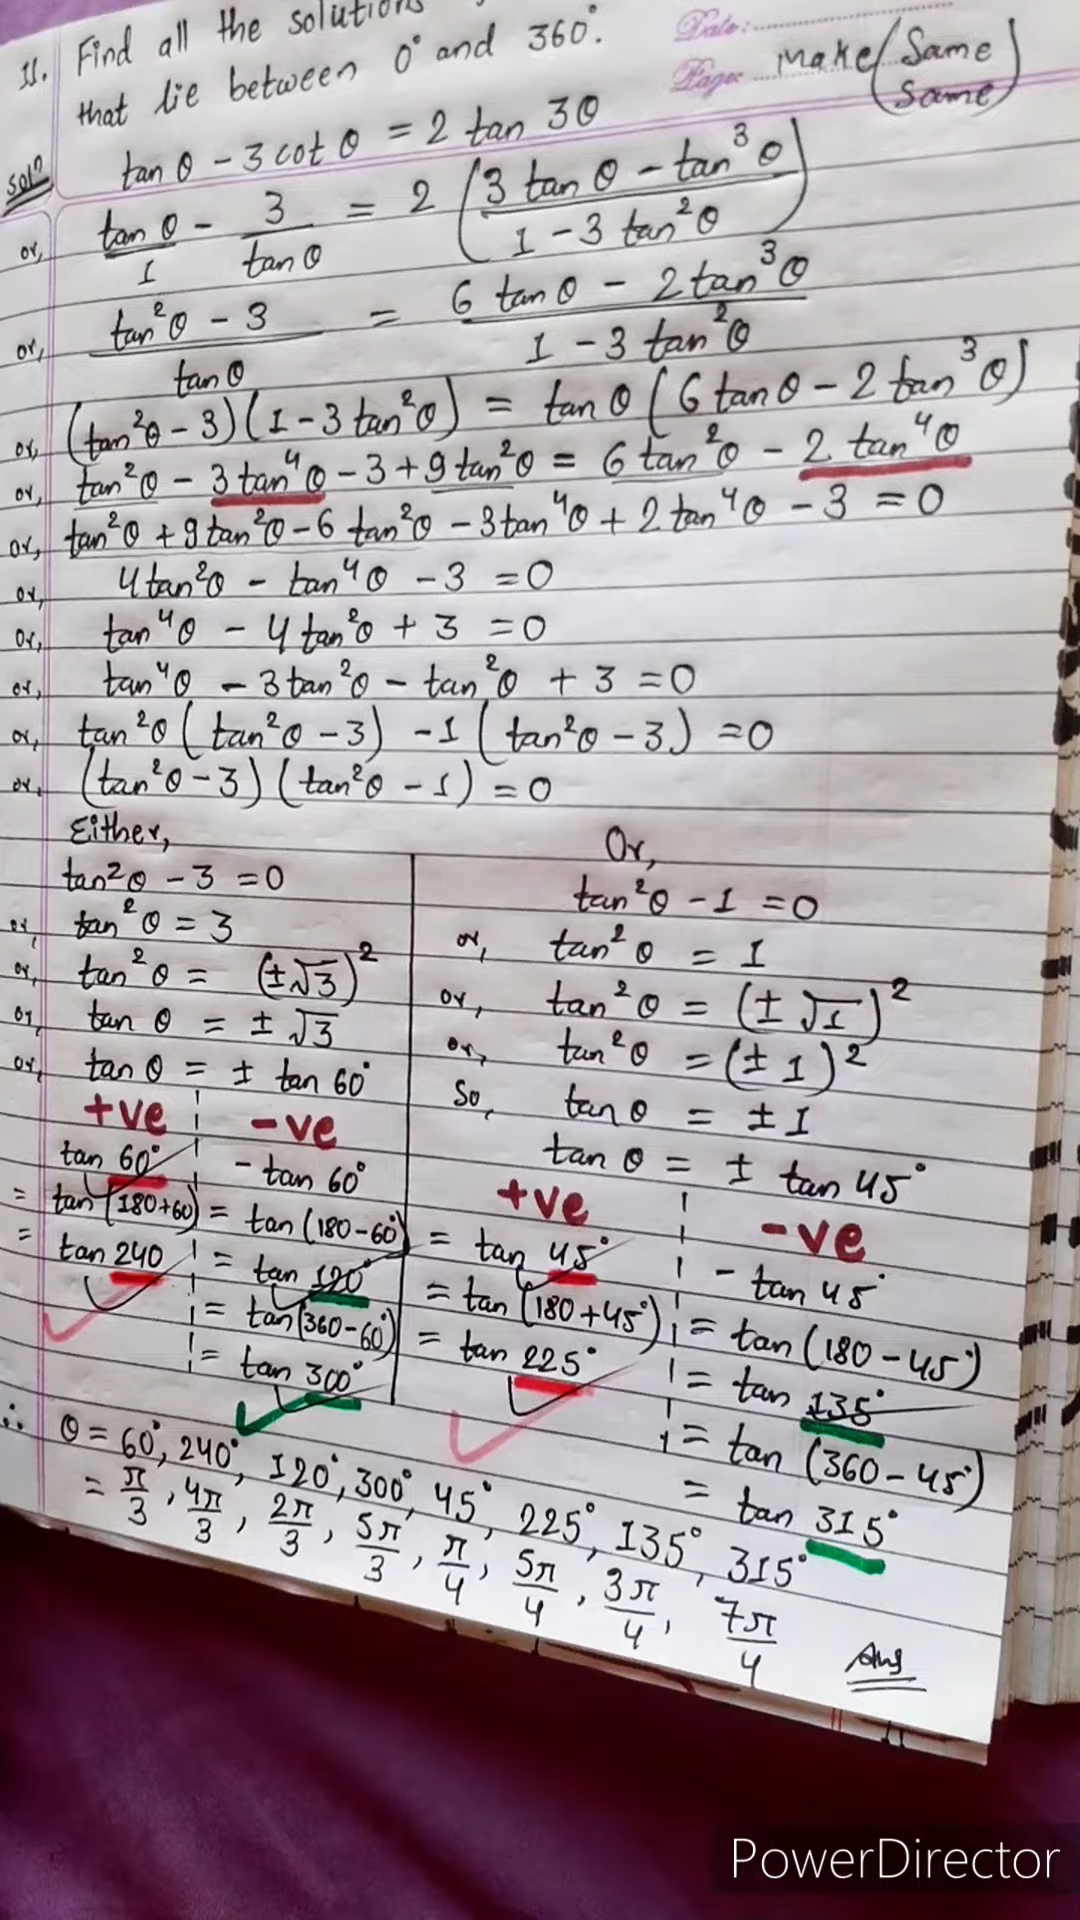 11. Find all the solutions
that lie between 0° and 360°.
Date:
Page:
Make (Same
Same)
tan θ - 3 cot θ = 2 tan 3θ
Solⁿ
or, tan θ/1 - 3/tan θ = 2 (3 tan θ - tan³θ / 1 - 3 tan²θ)
or, tan²θ - 3 / tan θ = 6 tan θ - 2 tan³θ / 1 - 3 tan²θ
or, (tan²θ - 3)(1 - 3 tan²θ) = tan θ (6 tan θ - 2 tan³θ)
or, tan²θ - 3 tan⁴θ - 3 + 9 tan²θ = 6 tan²θ - 2 tan⁴θ
or, tan²θ + 9 tan²θ - 6 tan²θ - 3 tan⁴θ + 2 tan⁴θ - 3 = 0
or, 4 tan²θ - tan⁴θ - 3 = 0
or, tan⁴θ - 4 tan²θ + 3 = 0
or, tan⁴θ - 3 tan²θ - tan²θ + 3 = 0
or, tan²θ (tan²θ - 3) - 1 (tan²θ - 3) = 0
or, (tan²θ - 3) (tan²θ - 1) = 0
Either,
tan²θ - 3 = 0
or, tan²θ = 3
or, tan²θ = (±√3)²
or, tan θ = ± √3
or, tan θ = ± tan 60°
+ve
tan 60°
= tan (180+60)
= tan 240
-ve
- tan 60°
= tan (180-60°)
= tan 120°
= tan (360-60°)
= tan 300°
Or,
tan²θ - 1 = 0
or, tan²θ = 1
or, tan²θ = (± √1)²
or, tan²θ = (± 1)²
So, tan θ = ± 1
tan θ = ± tan 45°
+ve
= tan 45°
= tan (180+45°)
= tan 225°
-ve
- tan 45°
= tan (180-45°)
= tan 135°
= tan (360-45°)
= tan 315°
∴ θ = 60°, 240°, 120°, 300°, 45°, 225°, 135°, 315°
= π/3, 4π/3, 2π/3, 5π/3, π/4, 5π/4, 3π/4, 7π/4 Ans
PowerDirector